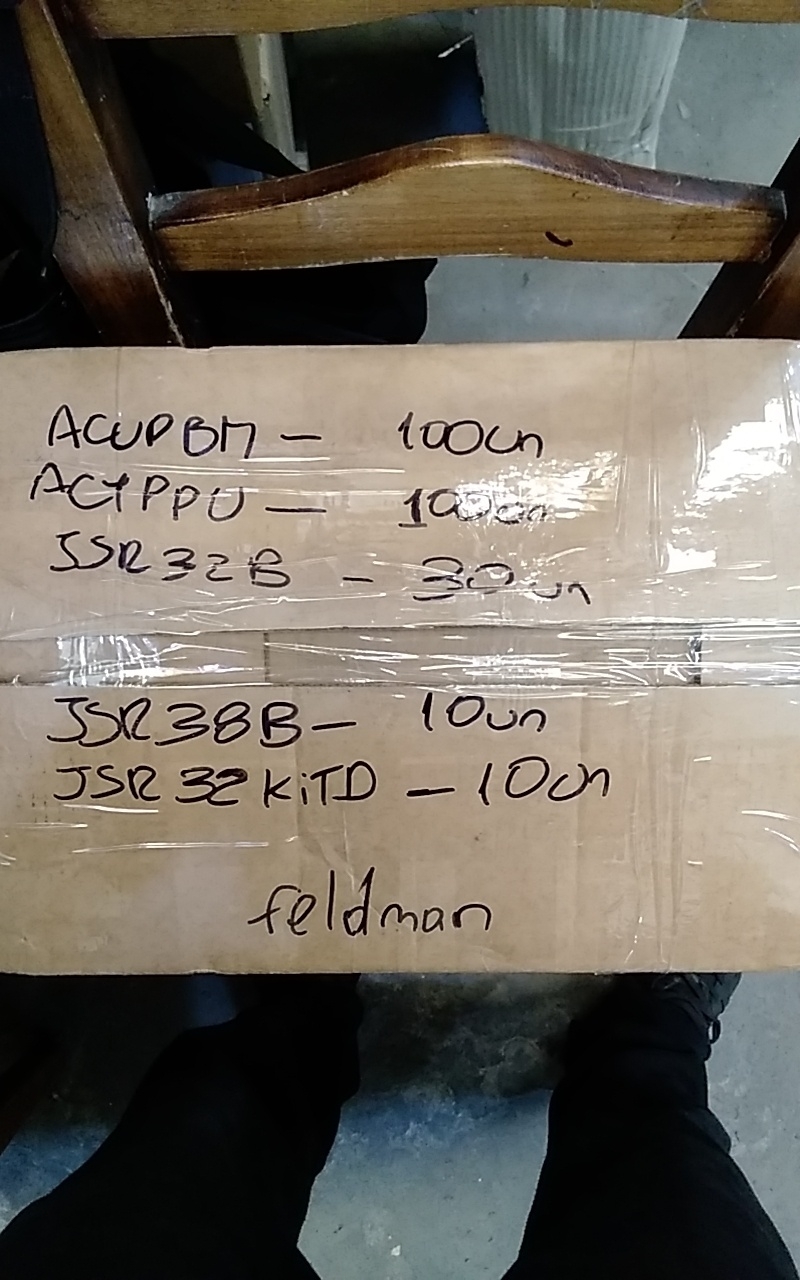 ACUPBM - 100un
ACYPPU - 100un
JSR32B - 30un
JSR38B - 10un
JSR32KiTD - 10un
feldman